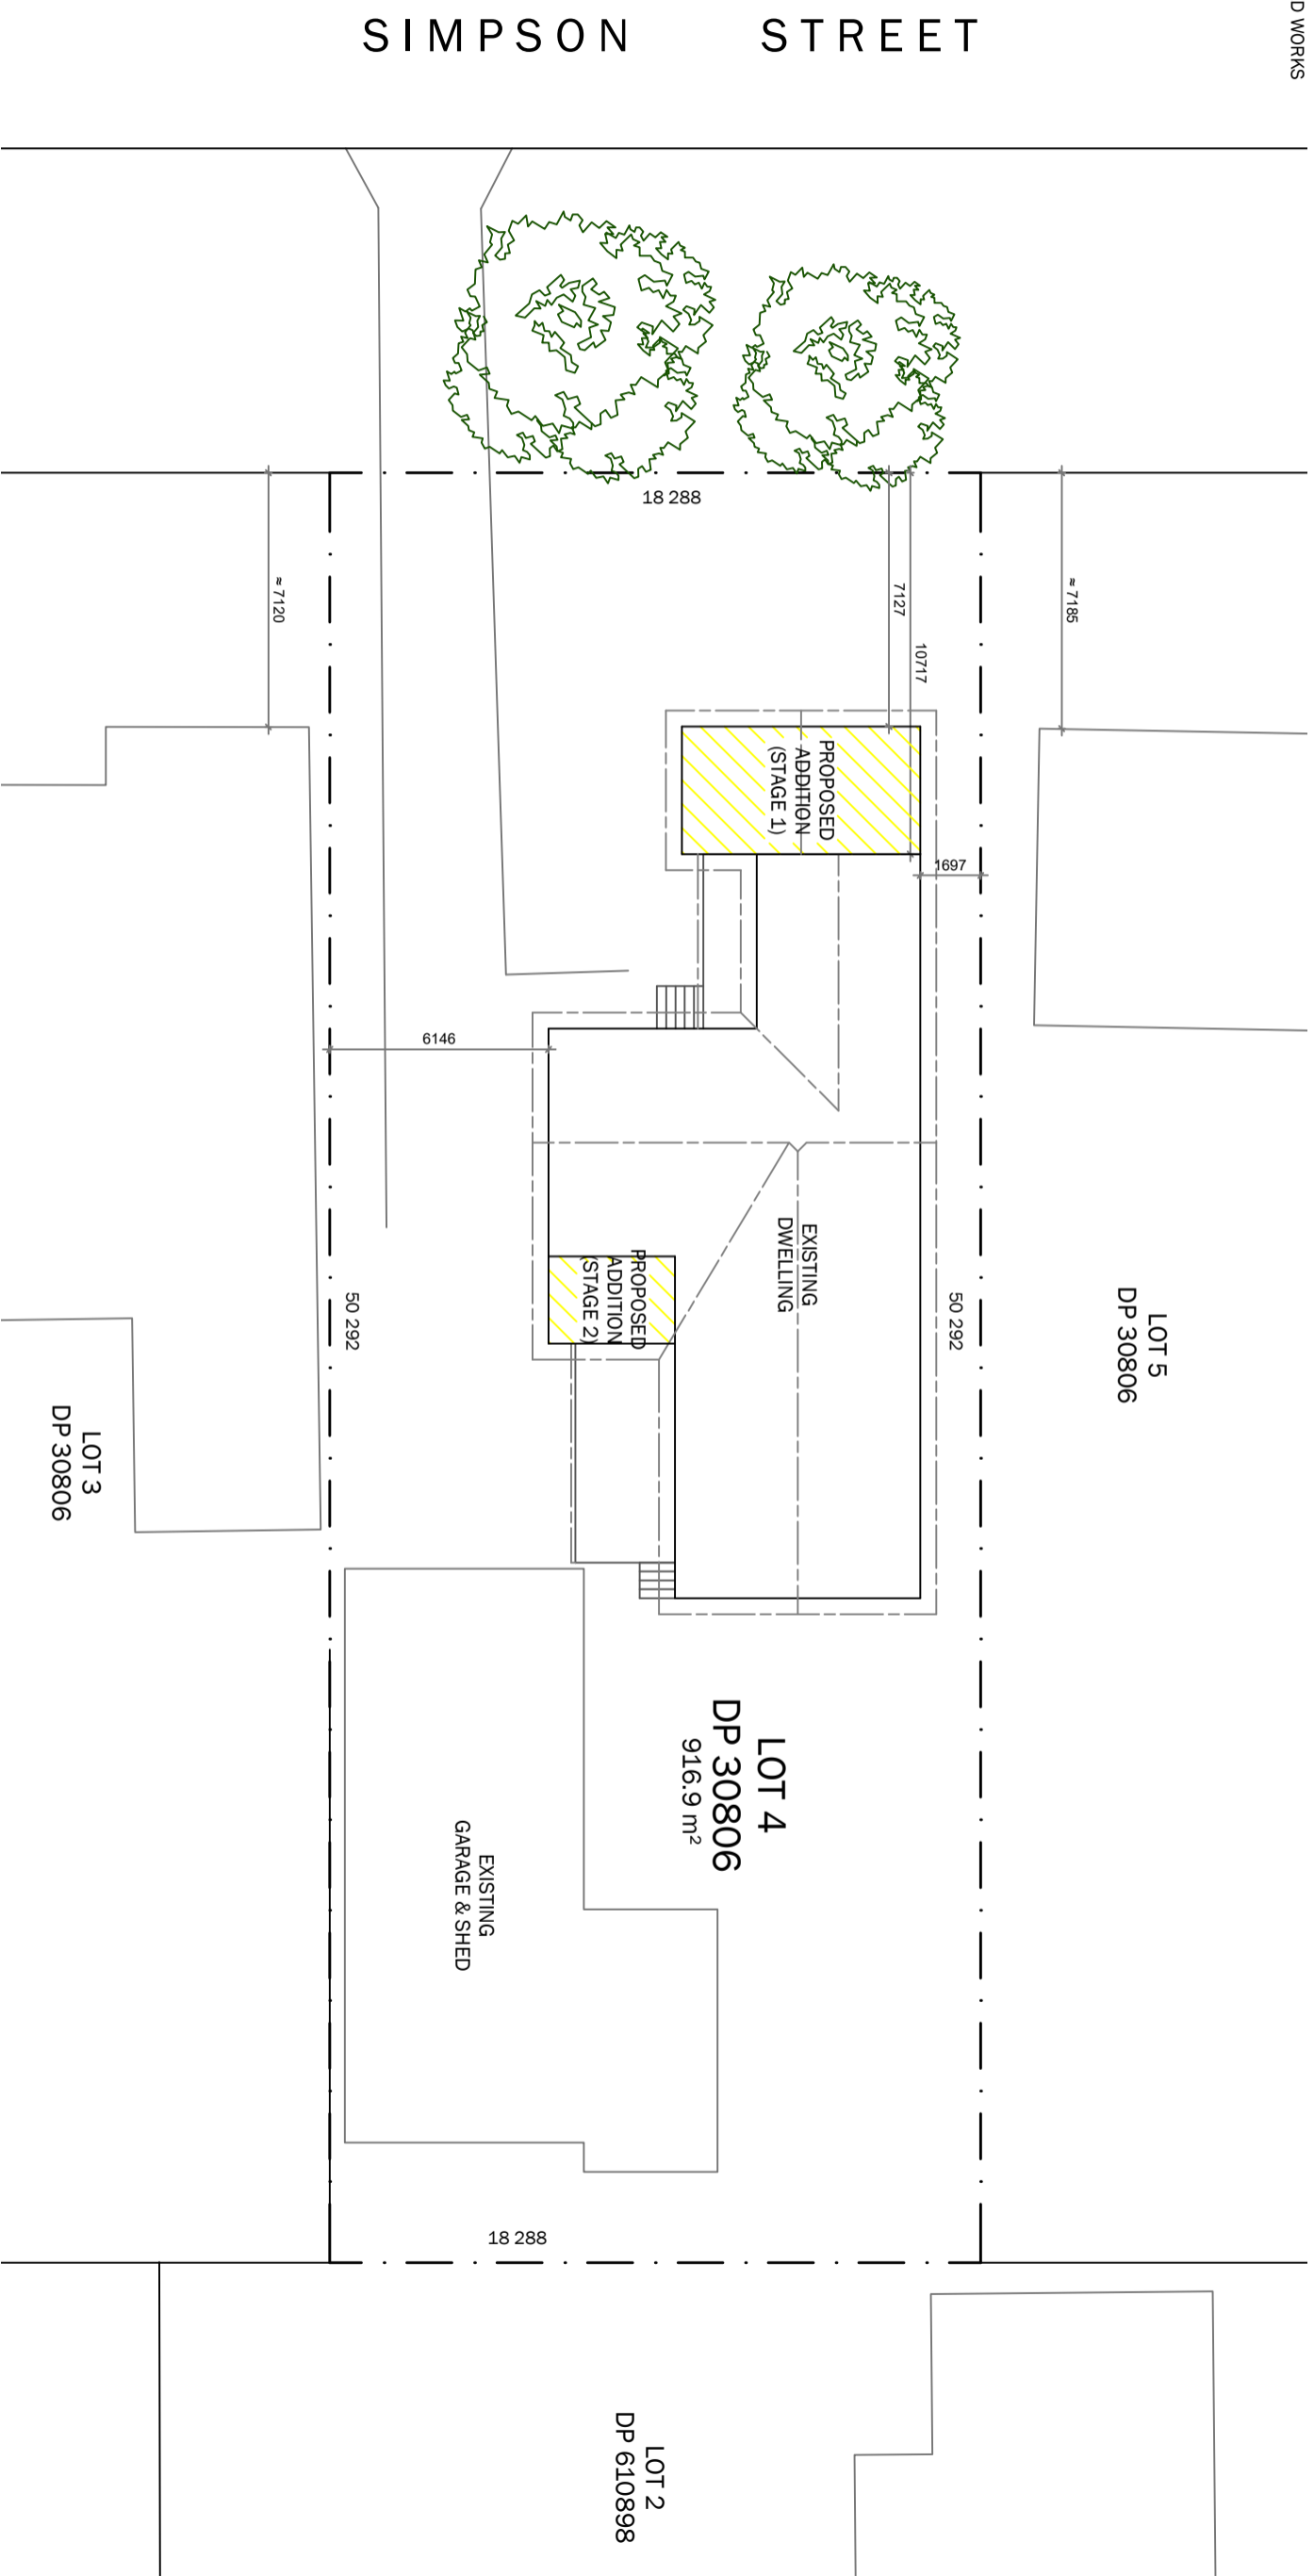 SIMPSON STREET
D WORKS
18 288
≈ 7120
7127
10717
≈ 7185
PROPOSED
ADDITION
(STAGE 1)
1697
6146
EXISTING
DWELLING
PROPOSED
ADDITION
(STAGE 2)
50 292
50 292
LOT 5
DP 30806
LOT 3
DP 30806
LOT 4
DP 30806
916.9 m²
EXISTING
GARAGE & SHED
18 288
LOT 2
DP 610898